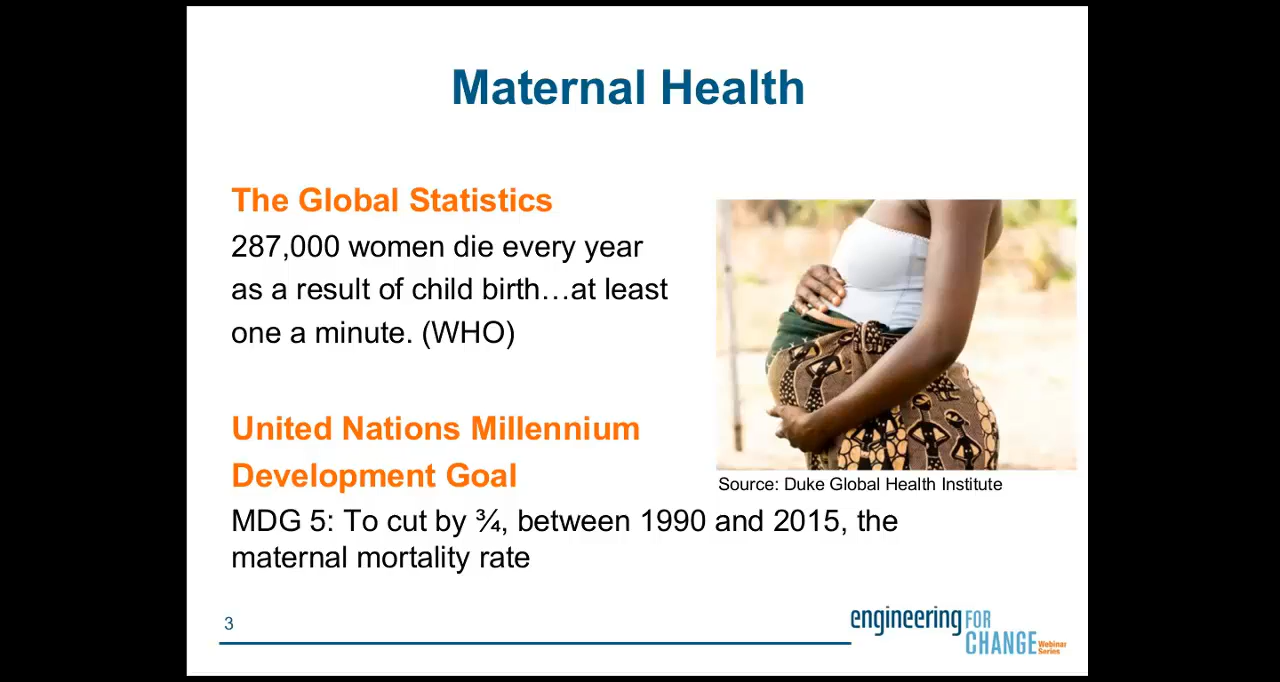 Maternal Health
The Global Statistics
287,000 women die every year
as a result of child birth…at least
one a minute. (WHO)
United Nations Millennium
Development Goal
Source: Duke Global Health Institute
MDG 5: To cut by ¾, between 1990 and 2015, the
maternal mortality rate
3
engineering FOR
CHANGE Webinar
Series